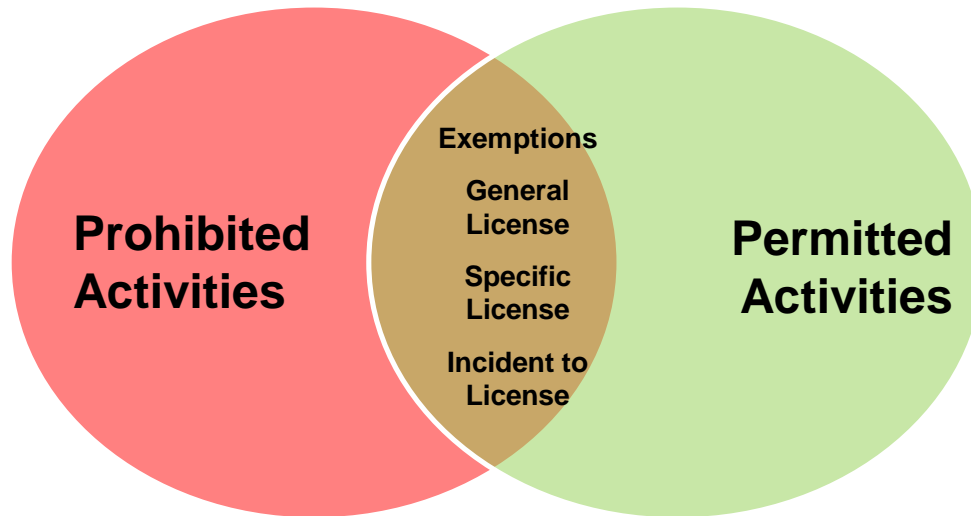 Prohibited
Activities
Exemptions
General
License
Specific
License
Incident to
License
Permitted
Activities